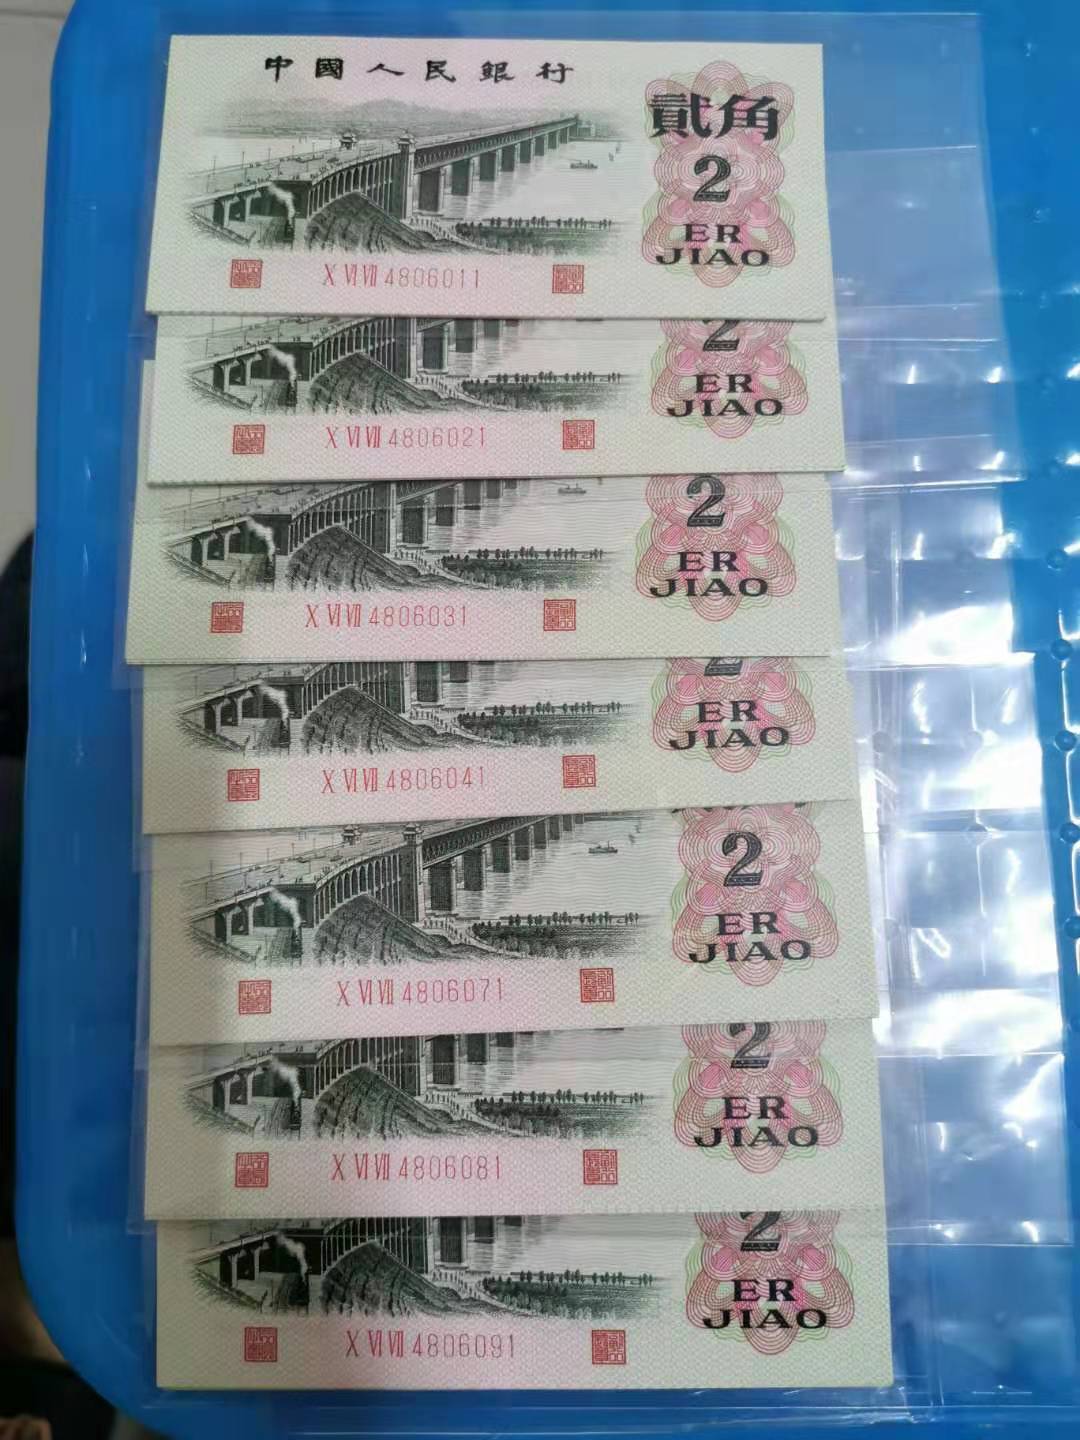 中國人民銀行
貳角
2
ER
JIAO
X VI VII 4806011
2
ER
JIAO
X VI VII 4806021
2
ER
JIAO
X VI VII 4806031
2
ER
JIAO
X VI VII 4806041
2
ER
JIAO
X VI VII 4806071
2
ER
JIAO
X VI VII 4806081
2
ER
JIAO
X VI VII 4806091